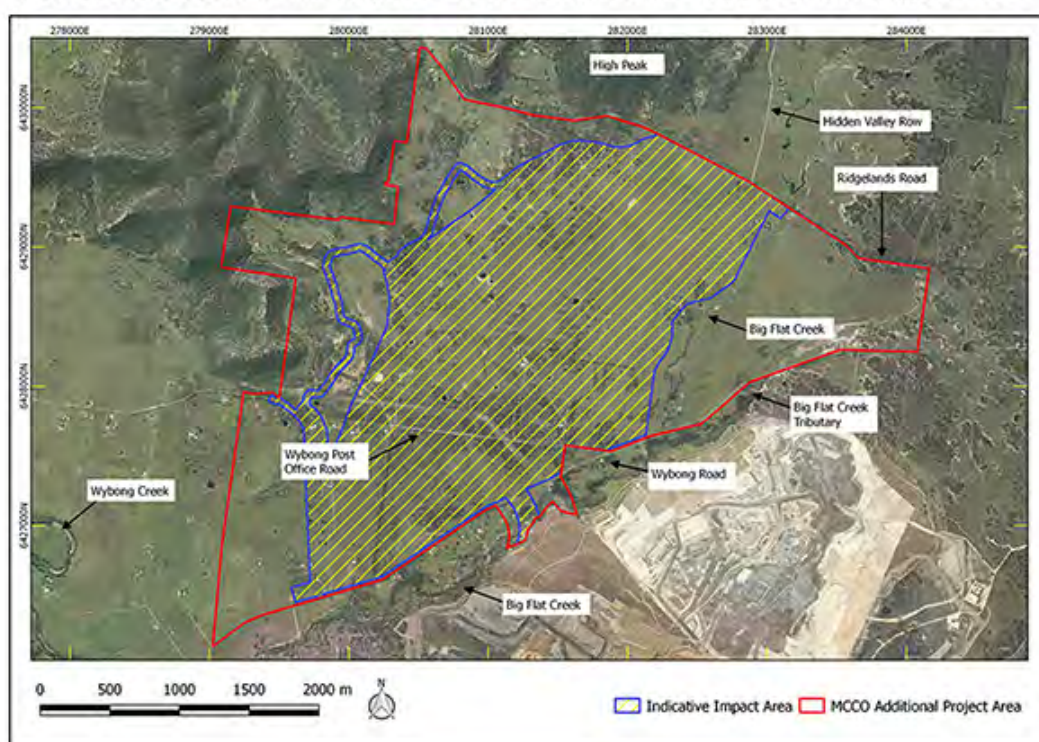 278000E 279000E 280000E 281000E 282000E 283000E 284000E
6430000N
6429000N
6428000N
6427000N
High Peak
Hidden Valley Row
Ridgelands Road
Big Flat Creek
Big Flat Creek
Tributary
Wybong Post
Office Road
Wybong Road
Wybong Creek
Big Flat Creek
0 500 1000 1500 2000 m
N
Indicative Impact Area
MCCO Additional Project Area